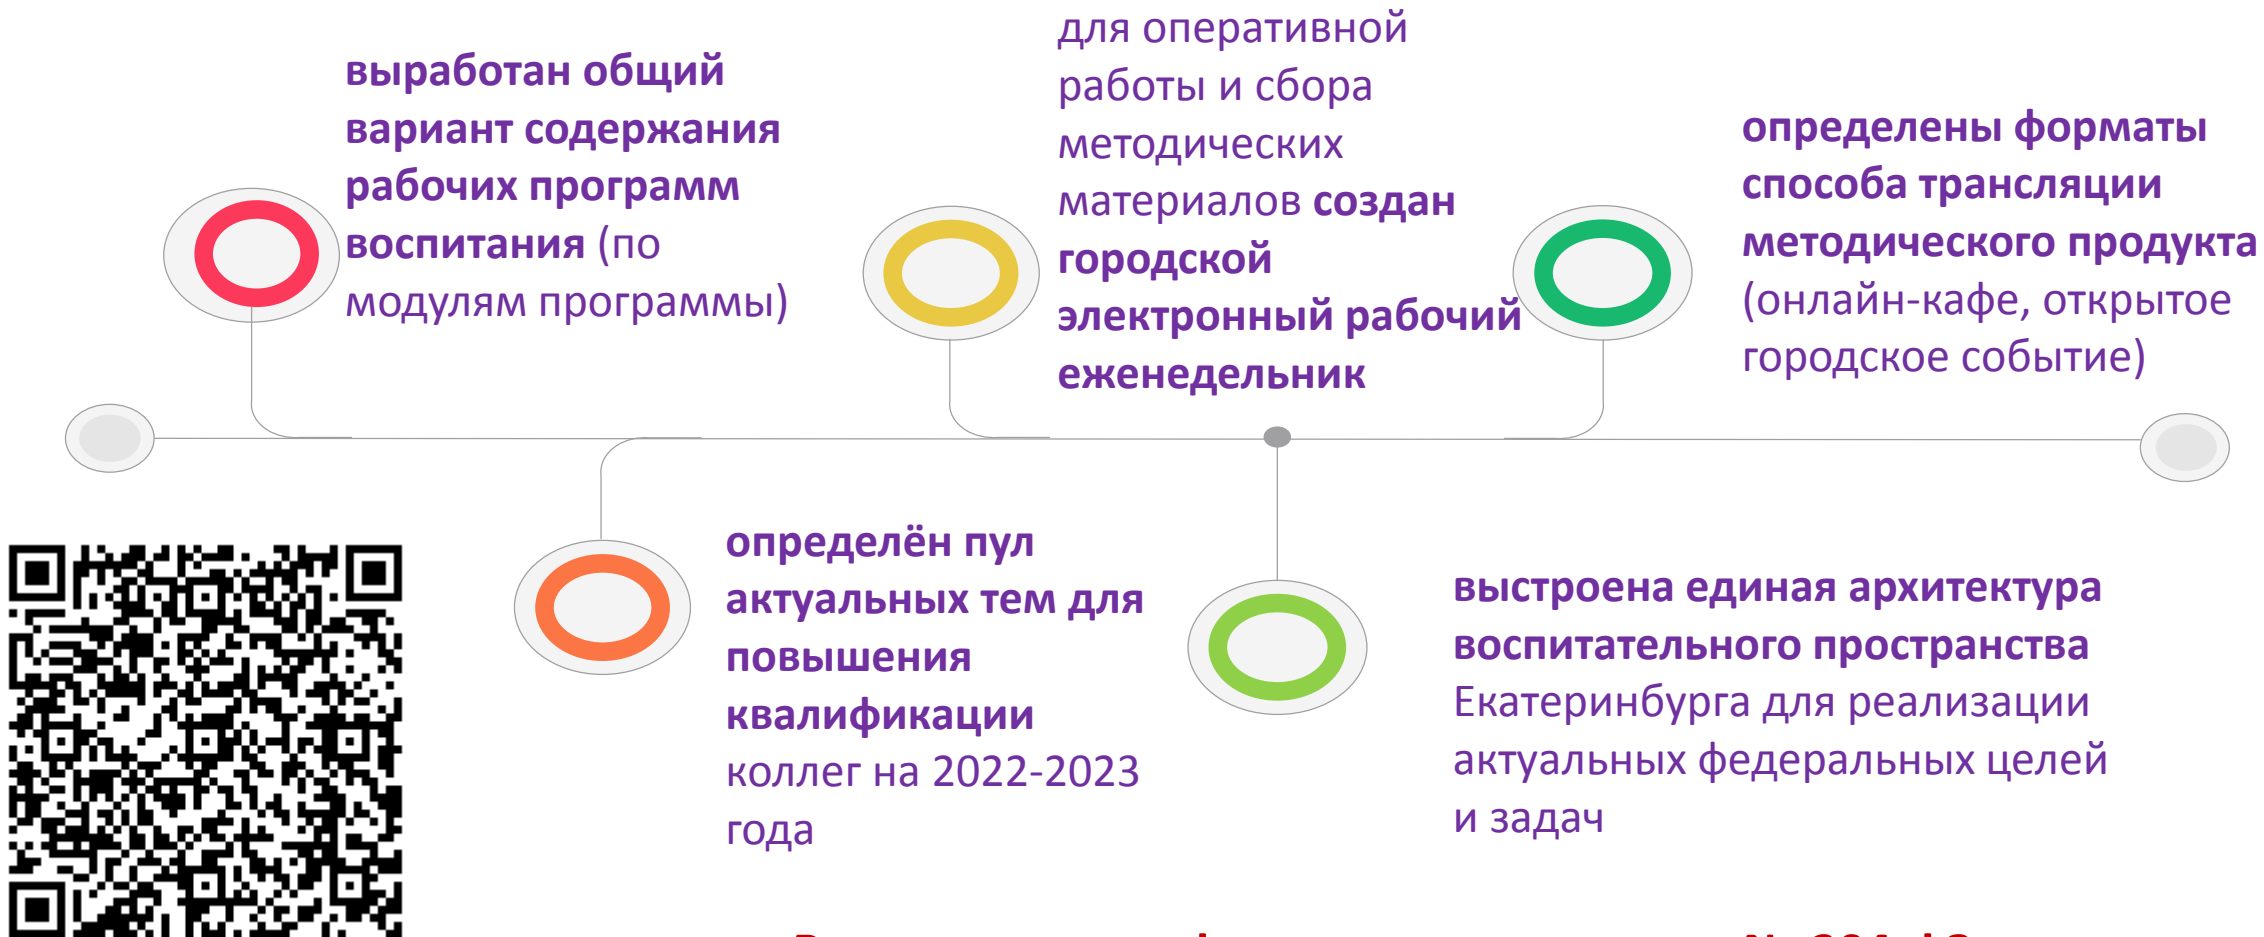 выработан общий
вариант содержания
рабочих программ
воспитания (по
модулям программы)
для оперативной
работы и сбора
методических
материалов создан
городской
электронный рабочий
еженедельник
определены форматы
способа трансляции
методического продукта
(онлайн-кафе, открытое
городское событие)
определён пул
актуальных тем для
повышения
квалификации
коллег на 2022-2023
года
выстроена единая архитектура
воспитательного пространства
Екатеринбурга для реализации
актуальных федеральных целей
и задач